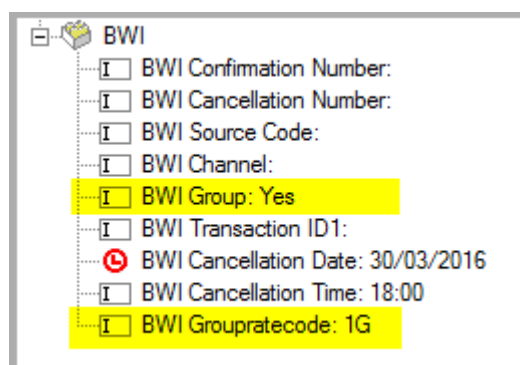 BWI
BWI Confirmation Number:
BWI Cancellation Number:
BWI Source Code:
BWI Channel:
BWI Group: Yes
BWI Transaction ID1:
BWI Cancellation Date: 30/03/2016
BWI Cancellation Time: 18:00
BWI Groupratecode: 1G